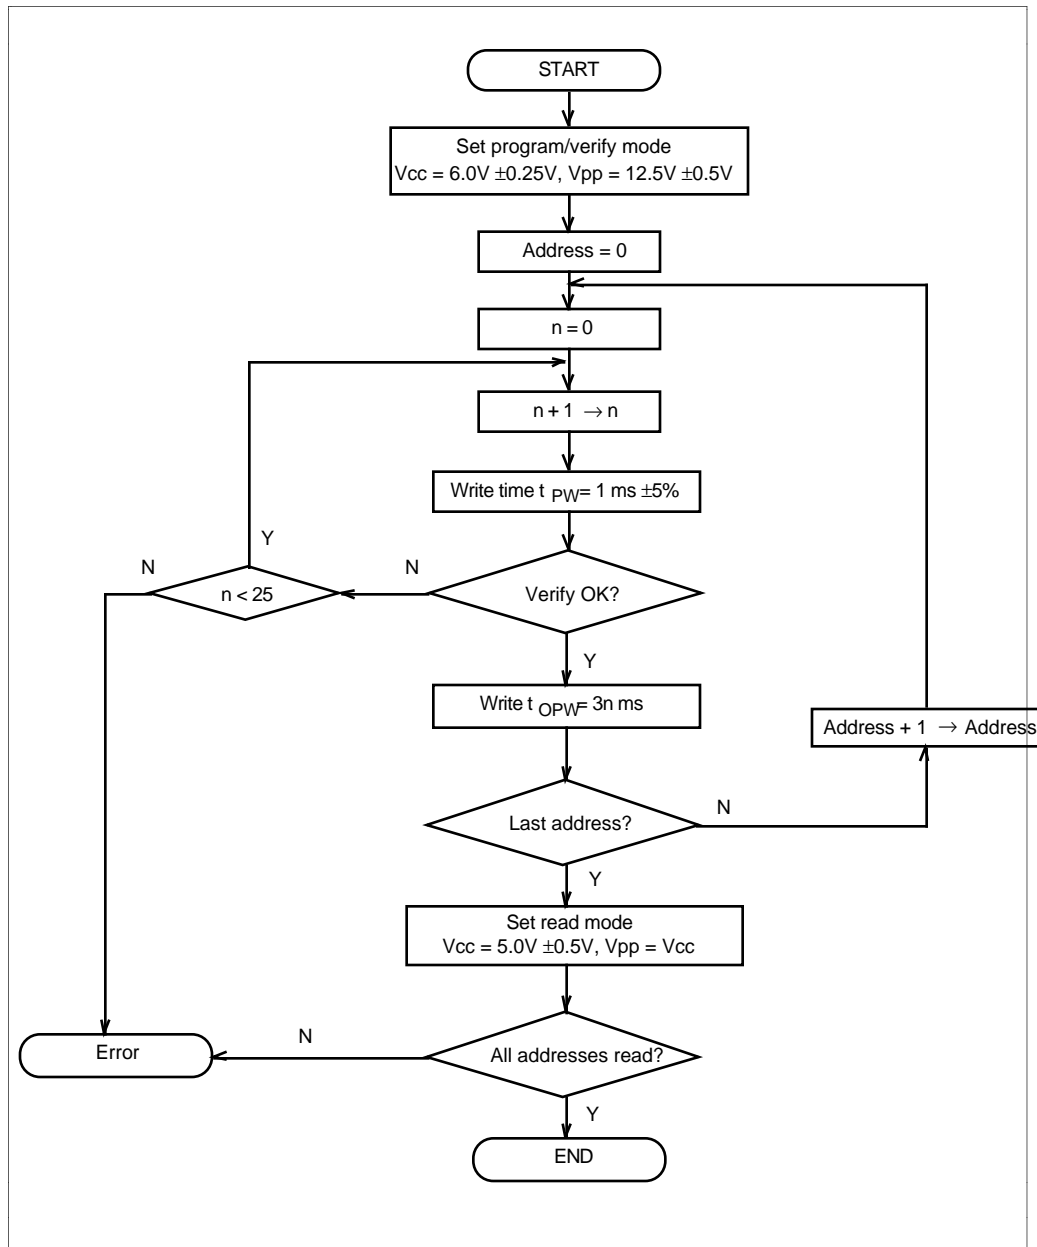 START
Set program/verify mode
Vcc = 6.0V ±0.25V, Vpp = 12.5V ±0.5V
Address = 0
n = 0
n + 1 → n
Write time t PW= 1 ms ±5%
Y
N
n < 25
N
Verify OK?
Y
Write t OPW= 3n ms
Address + 1 → Address
Last address?
N
Y
Set read mode
Vcc = 5.0V ±0.5V, Vpp = Vcc
Error
N
All addresses read?
Y
END